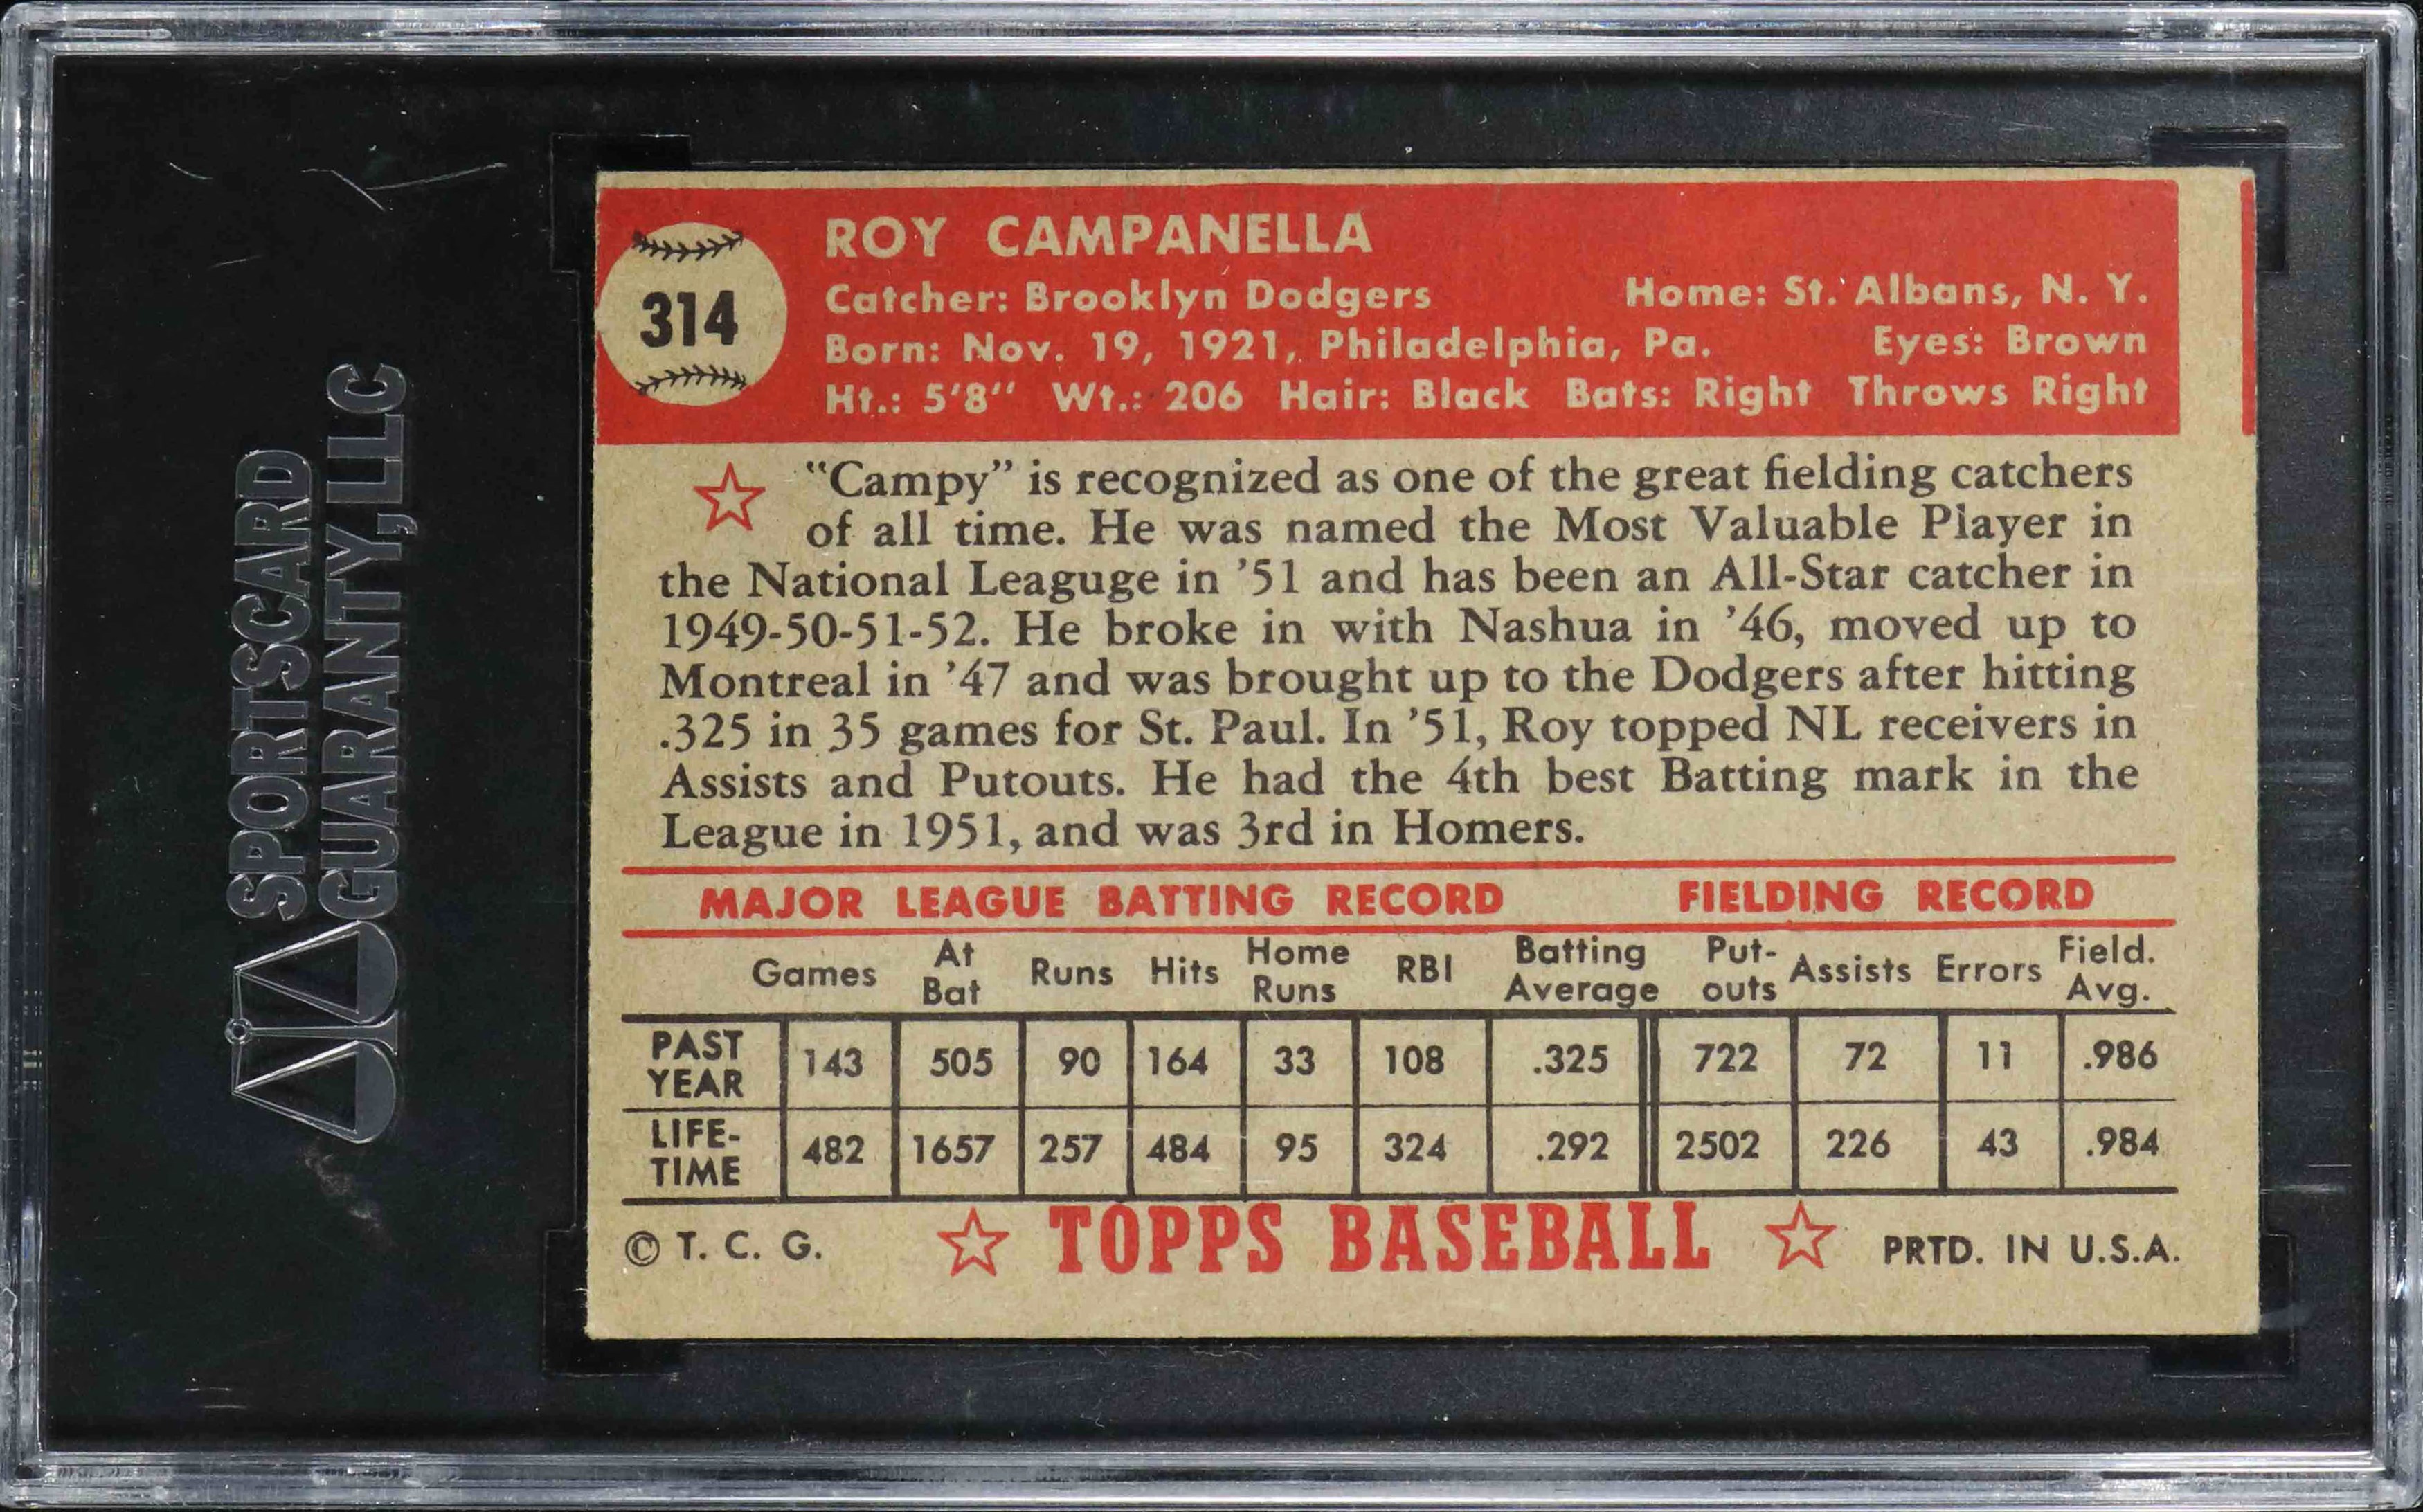 SPORTSCARD
GUARANTY, LLC
314
ROY CAMPANELLA
Catcher: Brooklyn Dodgers Home: St. Albans, N. Y.
Born: Nov. 19, 1921, Philadelphia, Pa. Eyes: Brown
Ht.: 5'8" Wt.: 206 Hair: Black Bats: Right Throws Right
"Campy" is recognized as one of the great fielding catchers
of all time. He was named the Most Valuable Player in
the National Leaguge in '51 and has been an All-Star catcher in
1949-50-51-52. He broke in with Nashua in '46, moved up to
Montreal in '47 and was brought up to the Dodgers after hitting
.325 in 35 games for St. Paul. In '51, Roy topped NL receivers in
Assists and Putouts. He had the 4th best Batting mark in the
League in 1951, and was 3rd in Homers.
MAJOR LEAGUE BATTING RECORD FIELDING RECORD
Games At Bat Runs Hits Home Runs RBI Batting Average Put-outs Assists Errors Field. Avg.
PAST YEAR 143 505 90 164 33 108 .325 722 72 11 .986
LIFE-TIME 482 1657 257 484 95 324 .292 2502 226 43 .984
© T. C. G. TOPPS BASEBALL PRTD. IN U.S.A.